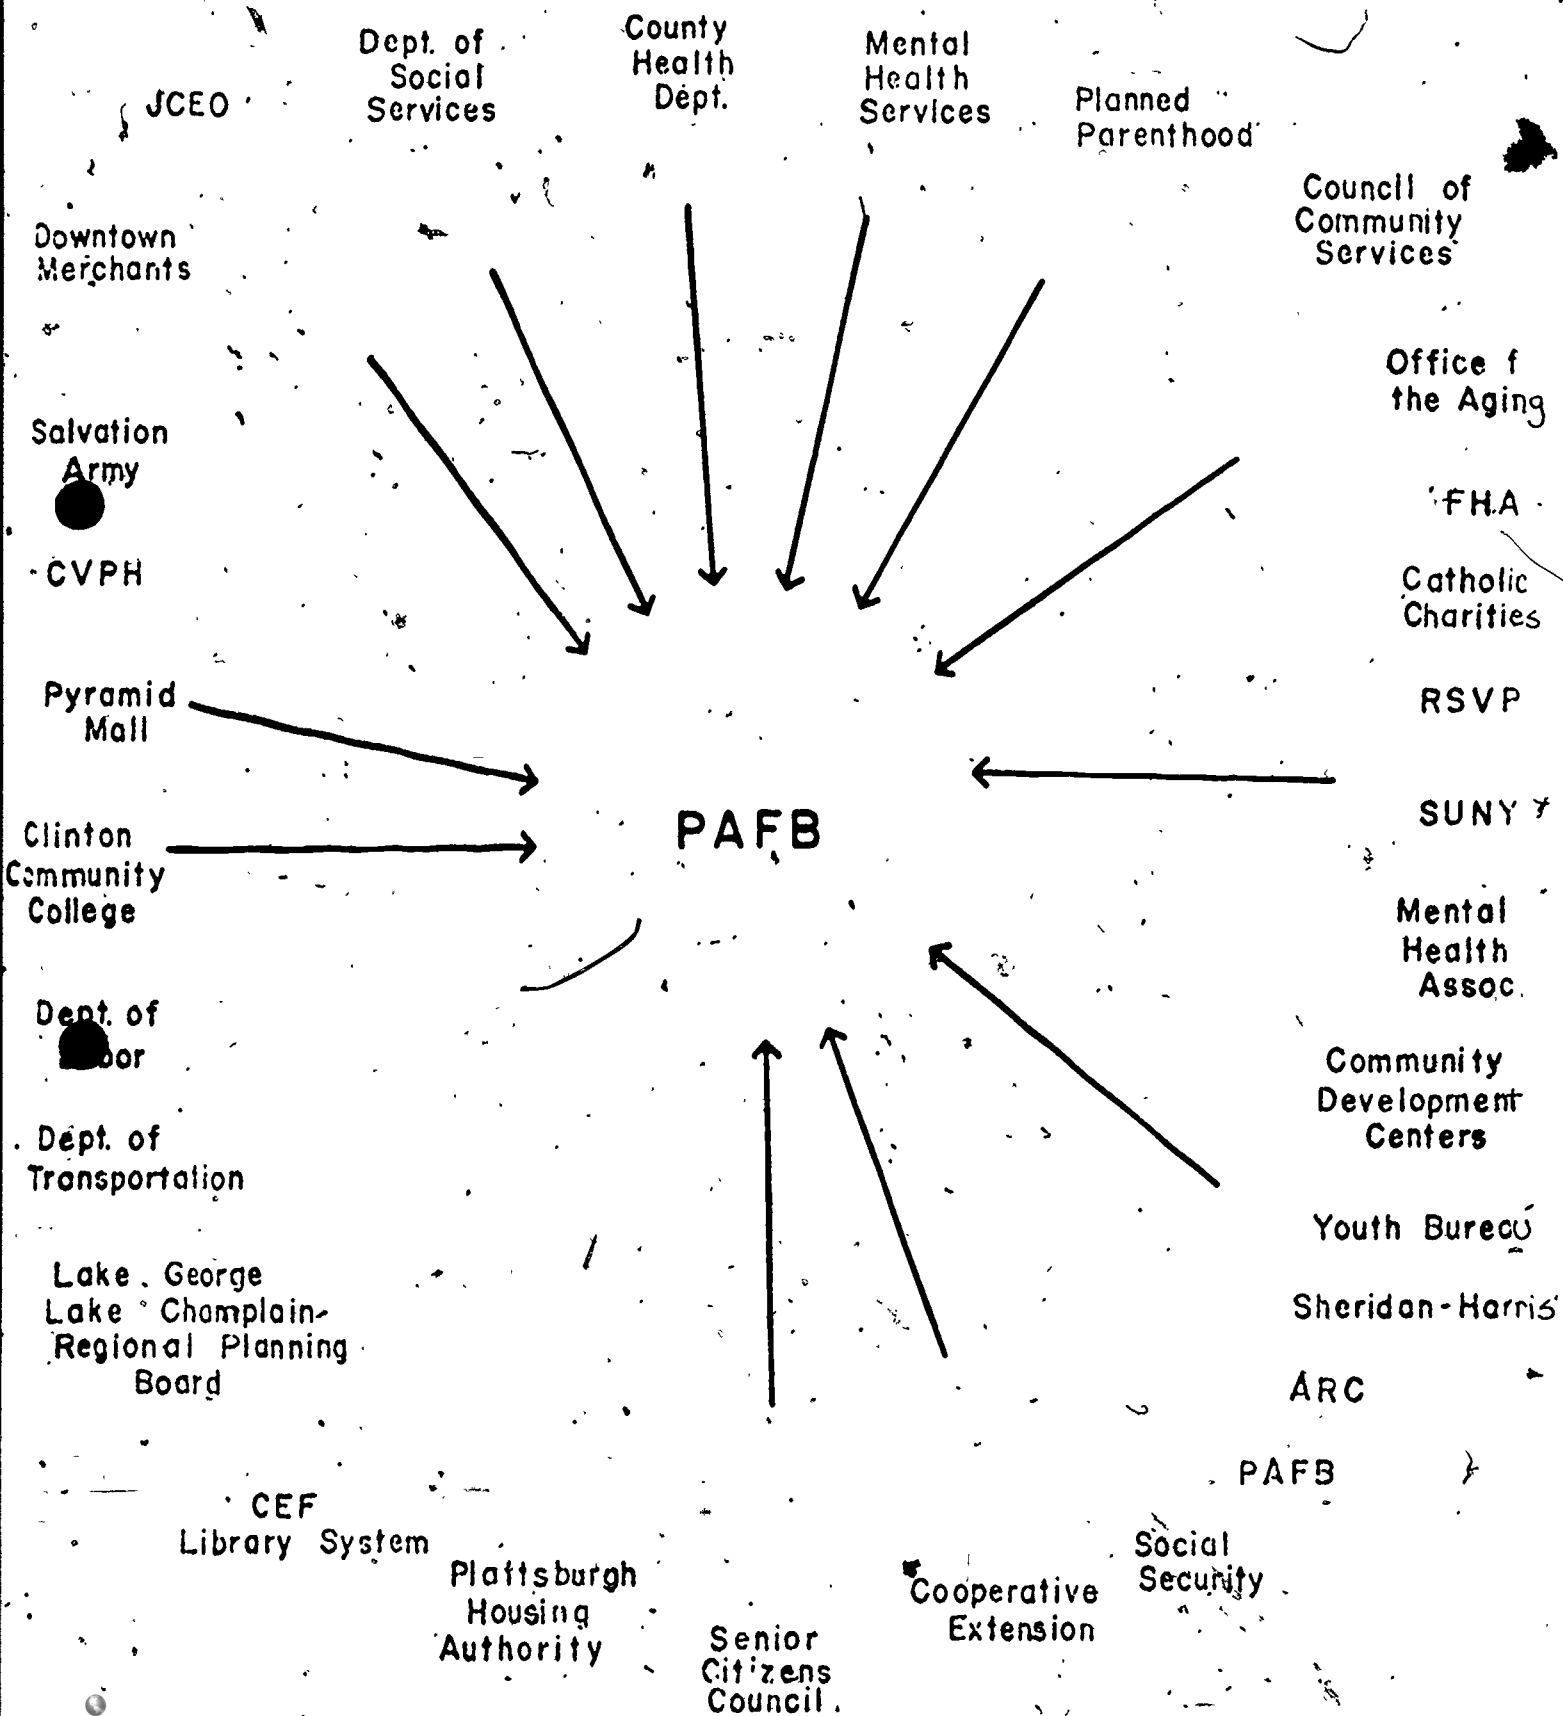 JCEO
Dept. of
Social
Services
County
Health
Dept.
Mental
Health
Services
Planned
Parenthood
Council of
Community
Services
Downtown
Merchants
Office f
the Aging
Salvation
Army
FHA
CVPH
Catholic
Charities
Pyramid
Mall
RSVP
SUNY
PAFB
Clinton
Community
College
Mental
Health
Assoc.
Dept. of
Community
Development
Centers
Dept. of
Transportation
Youth Bureau
Lake George
Lake Champlain-
Regional Planning
Board
Sheridan-Harris
ARC
PAFB
CEF
Library System
Social
Security
Plattsburgh
Housing
Authority
Cooperative
Extension
Senior
Citizens
Council.